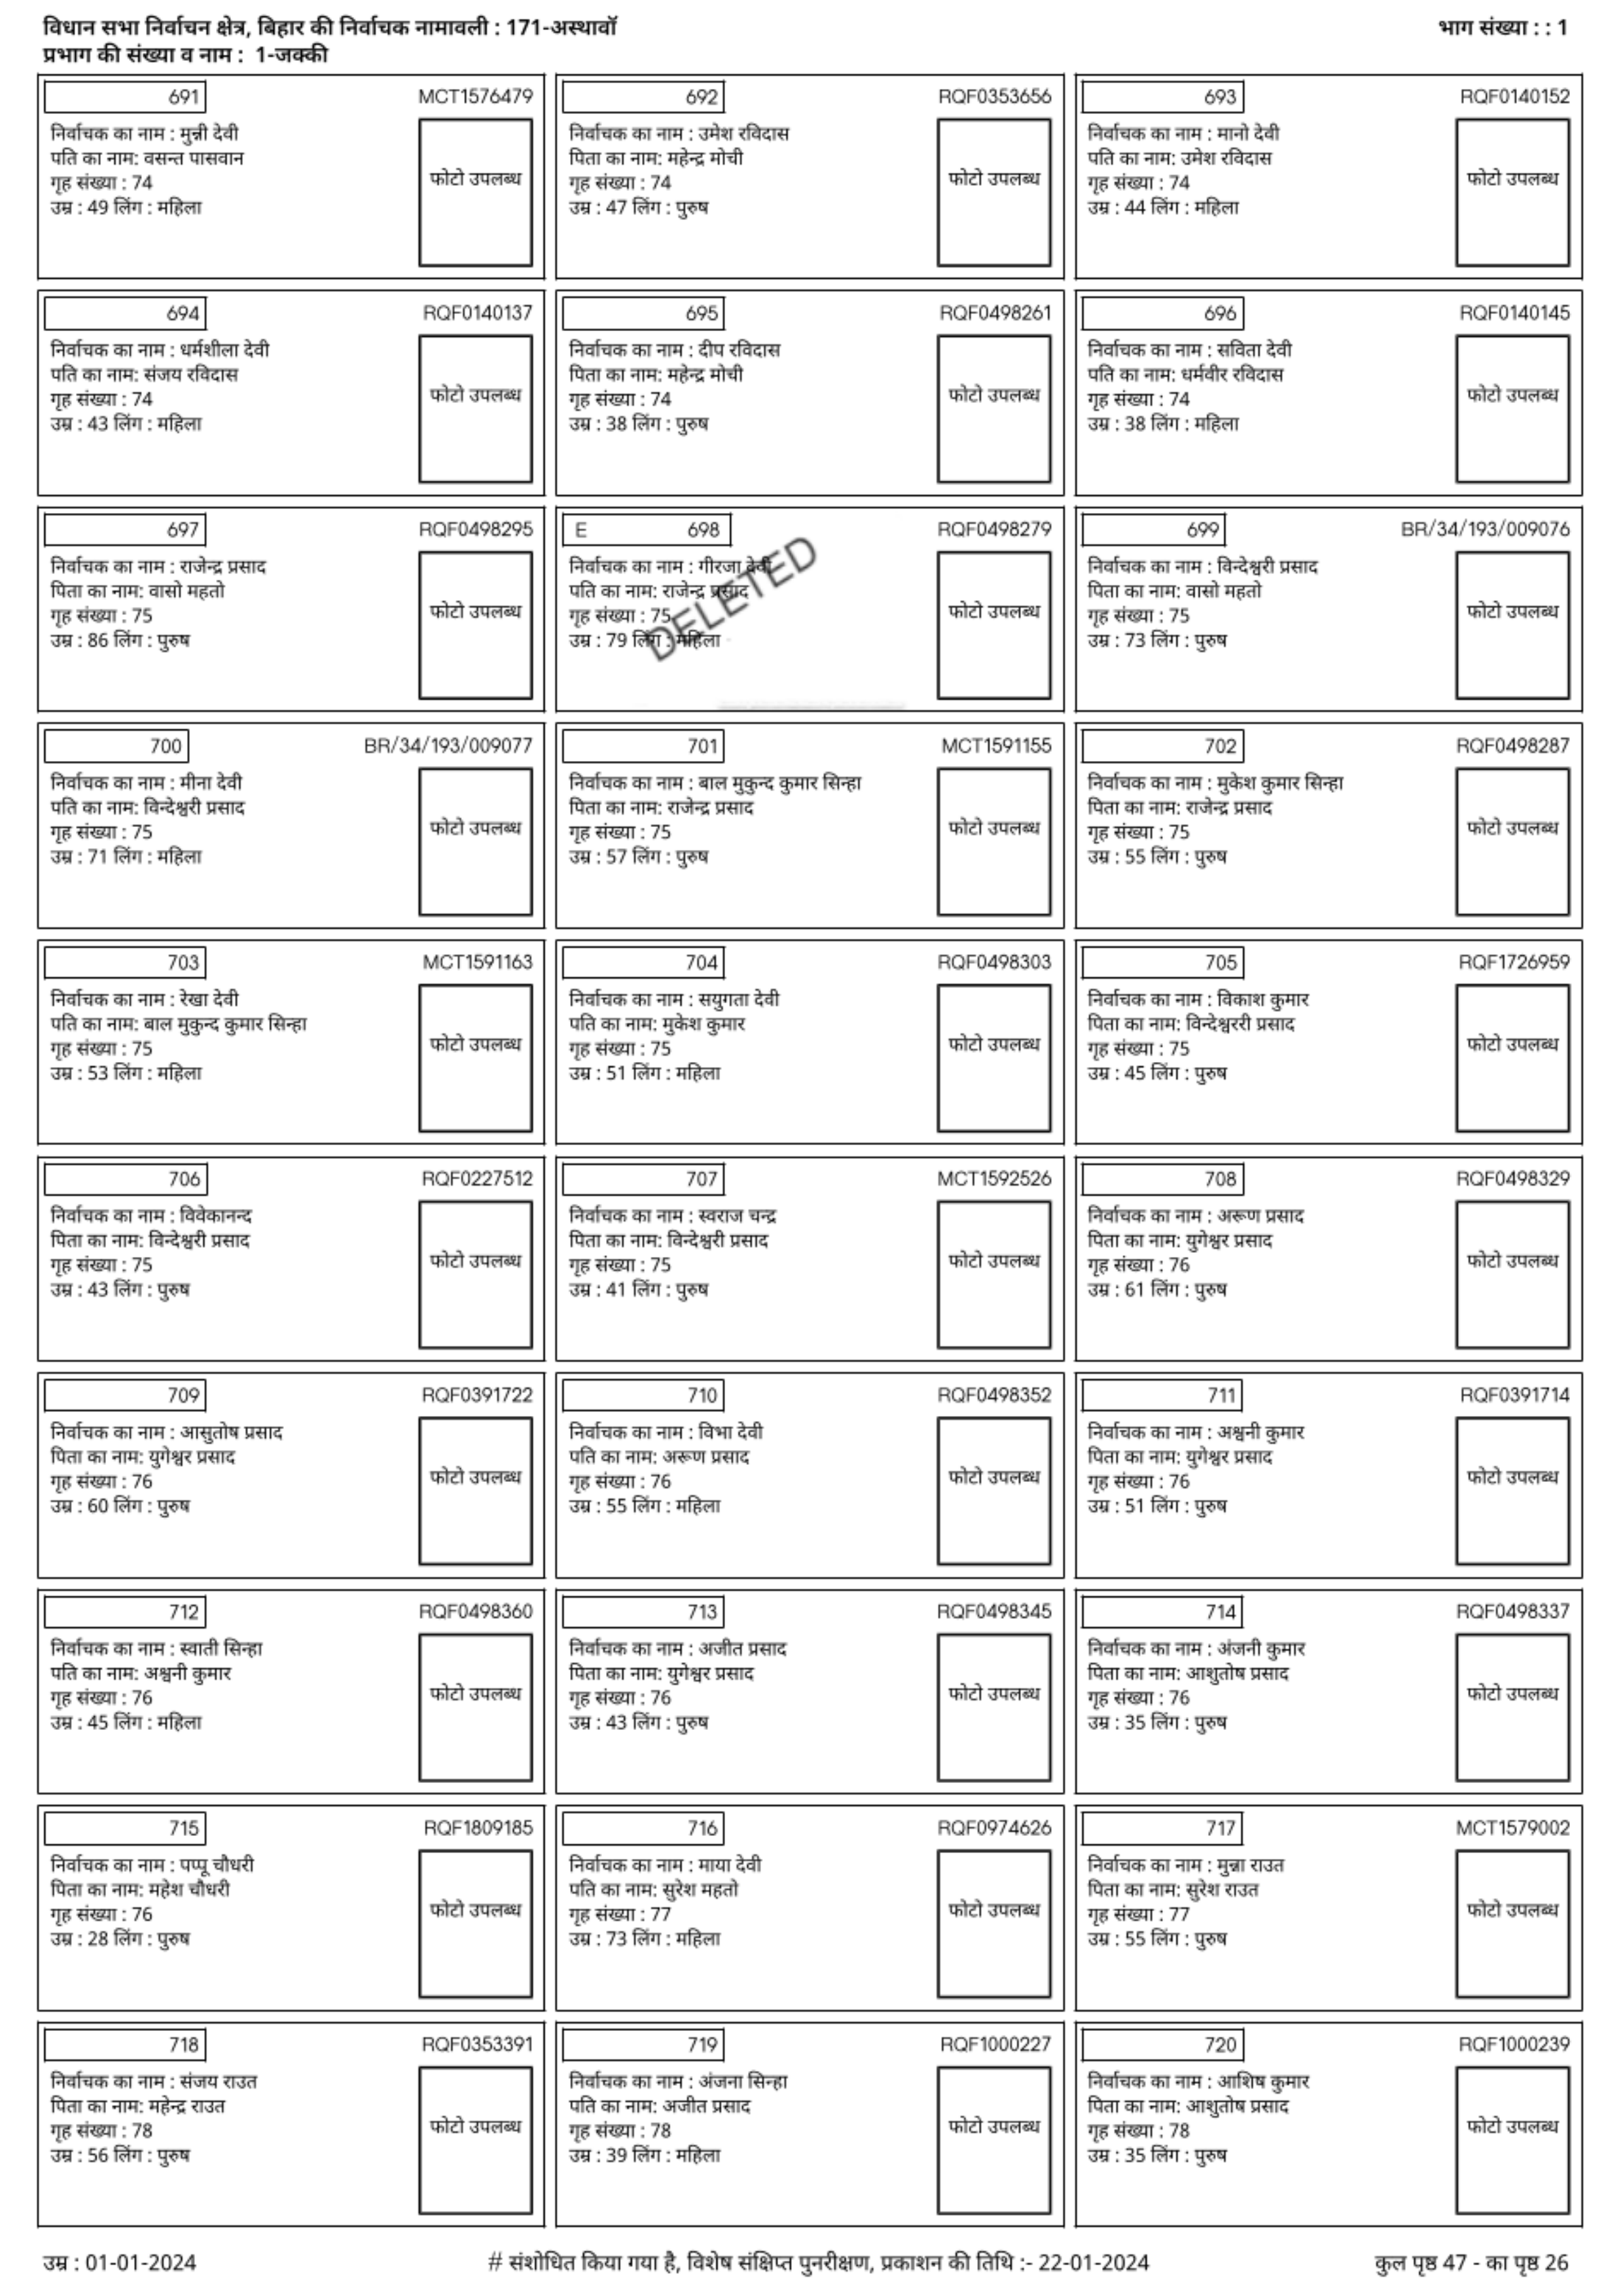 विधान सभा निर्वाचन क्षेत्र, बिहार की निर्वाचक नामावली : 171-अस्थावॉ
भाग संख्या : : 1
प्रभाग की संख्या व नाम : 1-जक्की
691 MCT1576479
निर्वाचक का नाम : मुन्नी देवी
पति का नाम: वसन्त पासवान
गृह संख्या : 74
उम्र : 49 लिंग : महिला
फोटो उपलब्ध
692 RQF0353656
निर्वाचक का नाम : उमेश रविदास
पिता का नाम: महेन्द्र मोची
गृह संख्या : 74
उम्र : 47 लिंग : पुरुष
फोटो उपलब्ध
693 RQF0140152
निर्वाचक का नाम : मानो देवी
पति का नाम: उमेश रविदास
गृह संख्या : 74
उम्र : 44 लिंग : महिला
फोटो उपलब्ध
694 RQF0140137
निर्वाचक का नाम : धर्मशीला देवी
पति का नाम: संजय रविदास
गृह संख्या : 74
उम्र : 43 लिंग : महिला
फोटो उपलब्ध
695 RQF0498261
निर्वाचक का नाम : दीप रविदास
पिता का नाम: महेन्द्र मोची
गृह संख्या : 74
उम्र : 38 लिंग : पुरुष
फोटो उपलब्ध
696 RQF0140145
निर्वाचक का नाम : सविता देवी
पति का नाम: धर्मवीर रविदास
गृह संख्या : 74
उम्र : 38 लिंग : महिला
फोटो उपलब्ध
697 RQF0498295
निर्वाचक का नाम : राजेन्द्र प्रसाद
पिता का नाम: वासो महतो
गृह संख्या : 75
उम्र : 86 लिंग : पुरुष
फोटो उपलब्ध
E 698 RQF0498279
निर्वाचक का नाम : गीरजा देवी
पति का नाम: राजेन्द्र प्रसाद
गृह संख्या : 75
उम्र : 79 लिंग : महिला
DELETED
फोटो उपलब्ध
699 BR/34/193/009076
निर्वाचक का नाम : विन्देश्वरी प्रसाद
पिता का नाम: वासो महतो
गृह संख्या : 75
उम्र : 73 लिंग : पुरुष
फोटो उपलब्ध
700 BR/34/193/009077
निर्वाचक का नाम : मीना देवी
पति का नाम: विन्देश्वरी प्रसाद
गृह संख्या : 75
उम्र : 71 लिंग : महिला
फोटो उपलब्ध
701 MCT1591155
निर्वाचक का नाम : बाल मुकुन्द कुमार सिन्हा
पिता का नाम: राजेन्द्र प्रसाद
गृह संख्या : 75
उम्र : 57 लिंग : पुरुष
फोटो उपलब्ध
702 RQF0498287
निर्वाचक का नाम : मुकेश कुमार सिन्हा
पिता का नाम: राजेन्द्र प्रसाद
गृह संख्या : 75
उम्र : 55 लिंग : पुरुष
फोटो उपलब्ध
703 MCT1591163
निर्वाचक का नाम : रेखा देवी
पति का नाम: बाल मुकुन्द कुमार सिन्हा
गृह संख्या : 75
उम्र : 53 लिंग : महिला
फोटो उपलब्ध
704 RQF0498303
निर्वाचक का नाम : सयुगता देवी
पति का नाम: मुकेश कुमार
गृह संख्या : 75
उम्र : 51 लिंग : महिला
फोटो उपलब्ध
705 RQF1726959
निर्वाचक का नाम : विकाश कुमार
पिता का नाम: विन्देश्वररी प्रसाद
गृह संख्या : 75
उम्र : 45 लिंग : पुरुष
फोटो उपलब्ध
706 RQF0227512
निर्वाचक का नाम : विवेकानन्द
पिता का नाम: विन्देश्वरी प्रसाद
गृह संख्या : 75
उम्र : 43 लिंग : पुरुष
फोटो उपलब्ध
707 MCT1592526
निर्वाचक का नाम : स्वराज चन्द्र
पिता का नाम: विन्देश्वरी प्रसाद
गृह संख्या : 75
उम्र : 41 लिंग : पुरुष
फोटो उपलब्ध
708 RQF0498329
निर्वाचक का नाम : अरूण प्रसाद
पिता का नाम: युगेश्वर प्रसाद
गृह संख्या : 76
उम्र : 61 लिंग : पुरुष
फोटो उपलब्ध
709 RQF0391722
निर्वाचक का नाम : आसुतोष प्रसाद
पिता का नाम: युगेश्वर प्रसाद
गृह संख्या : 76
उम्र : 60 लिंग : पुरुष
फोटो उपलब्ध
710 RQF0498352
निर्वाचक का नाम : विभा देवी
पति का नाम: अरूण प्रसाद
गृह संख्या : 76
उम्र : 55 लिंग : महिला
फोटो उपलब्ध
711 RQF0391714
निर्वाचक का नाम : अश्वनी कुमार
पिता का नाम: युगेश्वर प्रसाद
गृह संख्या : 76
उम्र : 51 लिंग : पुरुष
फोटो उपलब्ध
712 RQF0498360
निर्वाचक का नाम : स्वाती सिन्हा
पति का नाम: अश्वनी कुमार
गृह संख्या : 76
उम्र : 45 लिंग : महिला
फोटो उपलब्ध
713 RQF0498345
निर्वाचक का नाम : अजीत प्रसाद
पिता का नाम: युगेश्वर प्रसाद
गृह संख्या : 76
उम्र : 43 लिंग : पुरुष
फोटो उपलब्ध
714 RQF0498337
निर्वाचक का नाम : अंजनी कुमार
पिता का नाम: आशुतोष प्रसाद
गृह संख्या : 76
उम्र : 35 लिंग : पुरुष
फोटो उपलब्ध
715 RQF1809185
निर्वाचक का नाम : पप्पू चौधरी
पिता का नाम: महेश चौधरी
गृह संख्या : 76
उम्र : 28 लिंग : पुरुष
फोटो उपलब्ध
716 RQF0974626
निर्वाचक का नाम : माया देवी
पति का नाम: सुरेश महतो
गृह संख्या : 77
उम्र : 73 लिंग : महिला
फोटो उपलब्ध
717 MCT1579002
निर्वाचक का नाम : मुन्ना राउत
पिता का नाम: सुरेश राउत
गृह संख्या : 77
उम्र : 55 लिंग : पुरुष
फोटो उपलब्ध
718 RQF0353391
निर्वाचक का नाम : संजय राउत
पिता का नाम: महेन्द्र राउत
गृह संख्या : 78
उम्र : 56 लिंग : पुरुष
फोटो उपलब्ध
719 RQF1000227
निर्वाचक का नाम : अंजना सिन्हा
पति का नाम: अजीत प्रसाद
गृह संख्या : 78
उम्र : 39 लिंग : महिला
फोटो उपलब्ध
720 RQF1000239
निर्वाचक का नाम : आशिष कुमार
पिता का नाम: आशुतोष प्रसाद
गृह संख्या : 78
उम्र : 35 लिंग : पुरुष
फोटो उपलब्ध
उम्र : 01-01-2024
# संशोधित किया गया है, विशेष संक्षिप्त पुनरीक्षण, प्रकाशन की तिथि :- 22-01-2024
कुल पृष्ठ 47 - का पृष्ठ 26